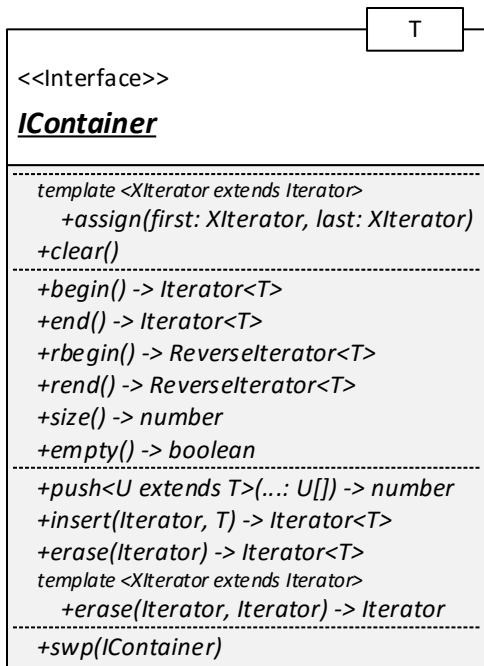 T
<<Interface>>
IContainer
template <XIterator extends Iterator>
+assign(first: XIterator, last: XIterator)
+clear()
+begin() -> Iterator<T>
+end() -> Iterator<T>
+rbegin() -> ReverseIterator<T>
+rend() -> ReverseIterator<T>
+size() -> number
+empty() -> boolean
+push<U extends T>(...: U[]) -> number
+insert(Iterator, T) -> Iterator<T>
+erase(Iterator) -> Iterator<T>
template <XIterator extends Iterator>
+erase(Iterator, Iterator) -> Iterator
+swp(IContainer)